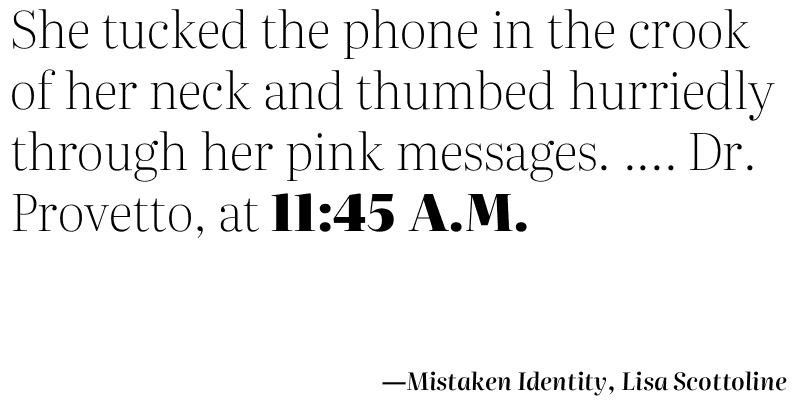 She tucked the phone in the crook
of her neck and thumbed hurriedly
through her pink messages. .... Dr.
Provetto, at 11:45 A.M.
—Mistaken Identity, Lisa Scottoline